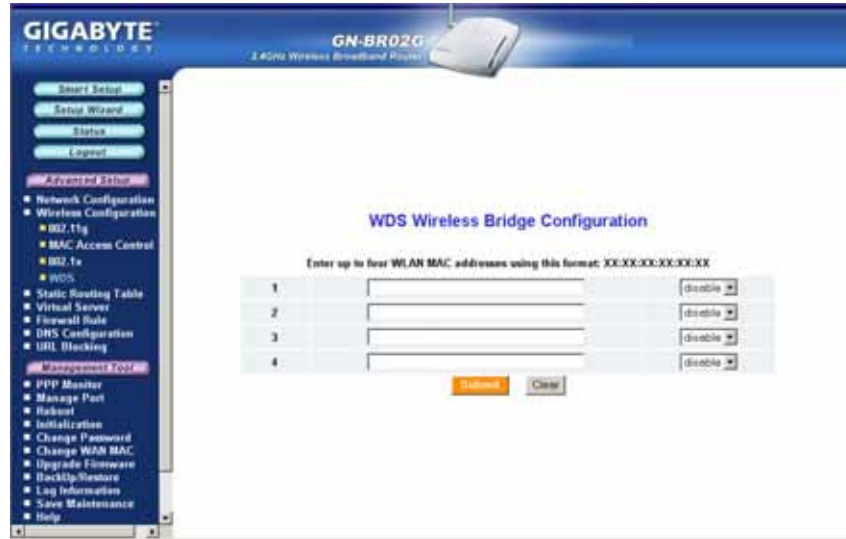 GIGABYTE
TECHNOLOGY
GN-BR02G
2.4GHz Wireless Broadband Router
Smart Setup
Setup Wizard
Status
Logout
Advanced Setup
Network Configuration
Wireless Configuration
802.11g
MAC Access Control
802.1x
WDS
Static Routing Table
Virtual Server
Firewall Rule
DNS Configuration
URL Blocking
Management Tool
PPP Monitor
Manage Port
Reboot
Initialization
Change Password
Change WAN MAC
Upgrade Firmware
BackUp/Restore
Log Information
Save Maintenance
Help
WDS Wireless Bridge Configuration
Enter up to four WLAN MAC addresses using this format: XX:XX:XX:XX:XX:XX
1 disable
2 disable
3 disable
4 disable
Submit Clear